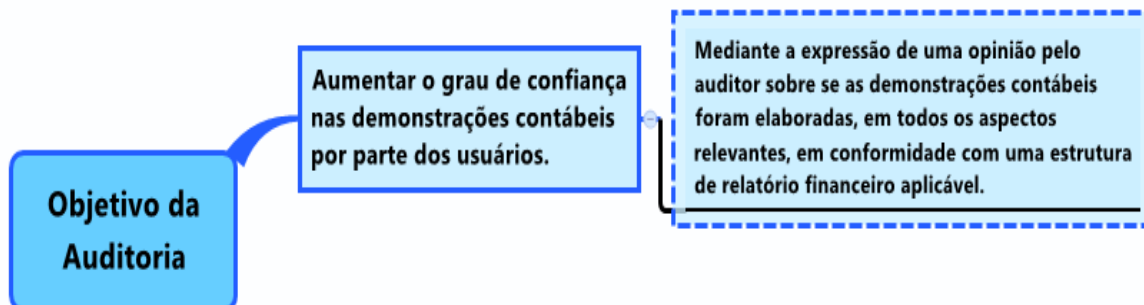 Objetivo da
Auditoria
Aumentar o grau de confiança
nas demonstrações contábeis
por parte dos usuários.
Mediante a expressão de uma opinião pelo
auditor sobre se as demonstrações contábeis
foram elaboradas, em todos os aspectos
relevantes, em conformidade com uma estrutura
de relatório financeiro aplicável.